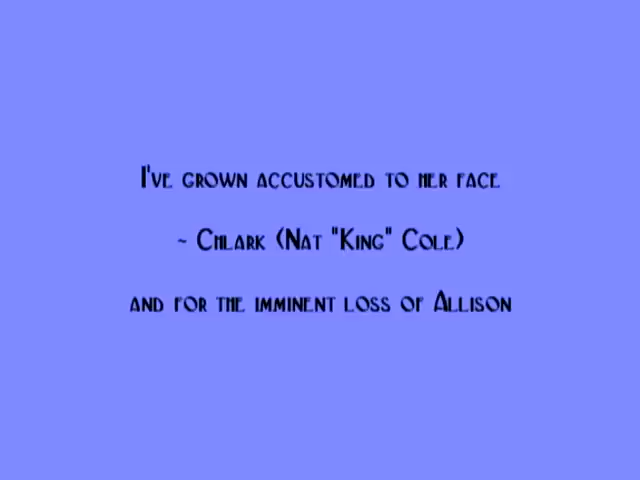 I've grown accustomed to her face
~ Chlark (Nat "King" Cole)
and for the imminent loss of Allison